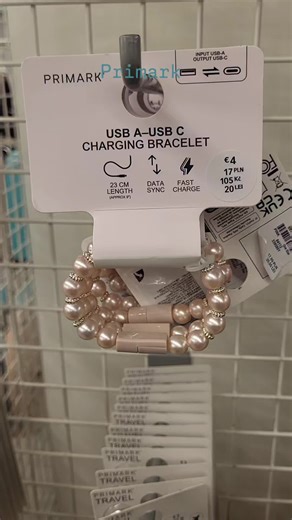 PRIMARK
Primark
INPUT USB-A
OUTPUT USB-C
USB A–USB C
CHARGING BRACELET
23 CM
LENGTH
(APPROX. 9")
DATA
SYNC
FAST
CHARGE
€4
17 PLN
105 Kč
20 LEI
PRIMARK
TRAVEL
PRIMARK
TRAVEL
PRIMARK
TRAVEL